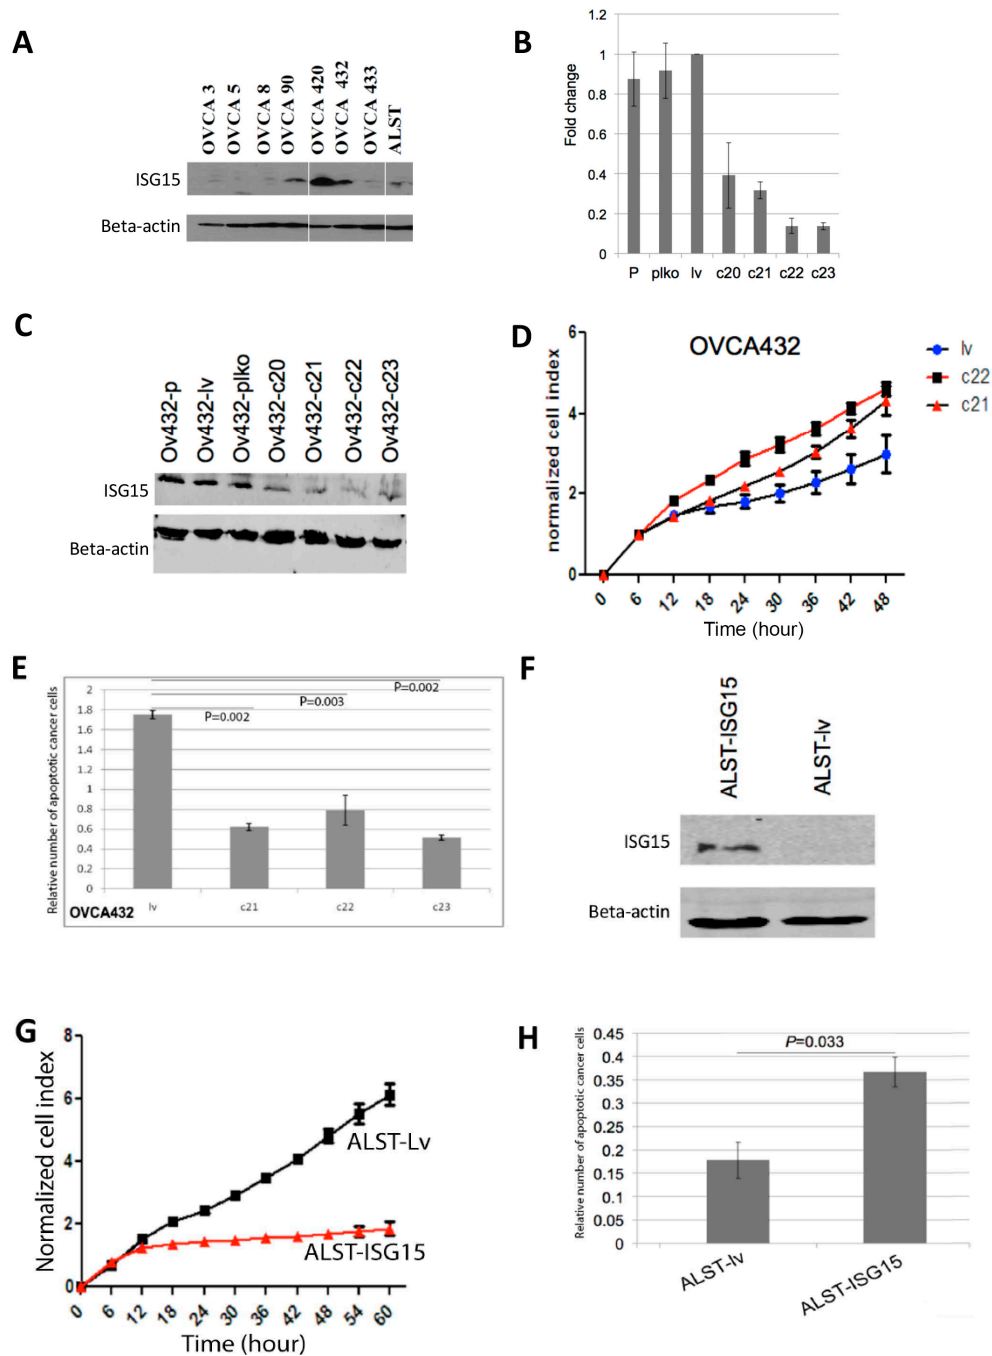 A
OVCA 3
OVCA 5
OVCA 8
OVCA 90
OVCA 420
OVCA 432
OVCA 433
ALST
ISG15
Beta-actin
B
Fold change
1.2
1
0.8
0.6
0.4
0.2
0
P plko lv c20 c21 c22 c23
C
Ov432-p
Ov432-lv
Ov432-plko
Ov432-c20
Ov432-c21
Ov432-c22
Ov432-c23
ISG15
Beta-actin
D
OVCA432
normalized cell index
6
4
2
0
0 6 12 18 24 30 36 42 48
Time (hour)
lv
c22
c21
E
Relative number of apoptotic cancer cells
2
1.8
1.6
1.4
1.2
1
0.8
0.6
0.4
0.2
0
P=0.002
P=0.003
P=0.002
OVCA432
lv c21 c22 c23
F
ALST-ISG15
ALST-lv
ISG15
Beta-actin
G
Normalized cell index
8
6
4
2
0
ALST-Lv
ALST-ISG15
0 6 12 18 24 30 36 42 48 54 60
Time (hour)
H
Relative number of apoptotic cancer cells
0.45
0.4
0.35
0.3
0.25
0.2
0.15
0.1
0.05
0
P=0.033
ALST-lv
ALST-ISG15